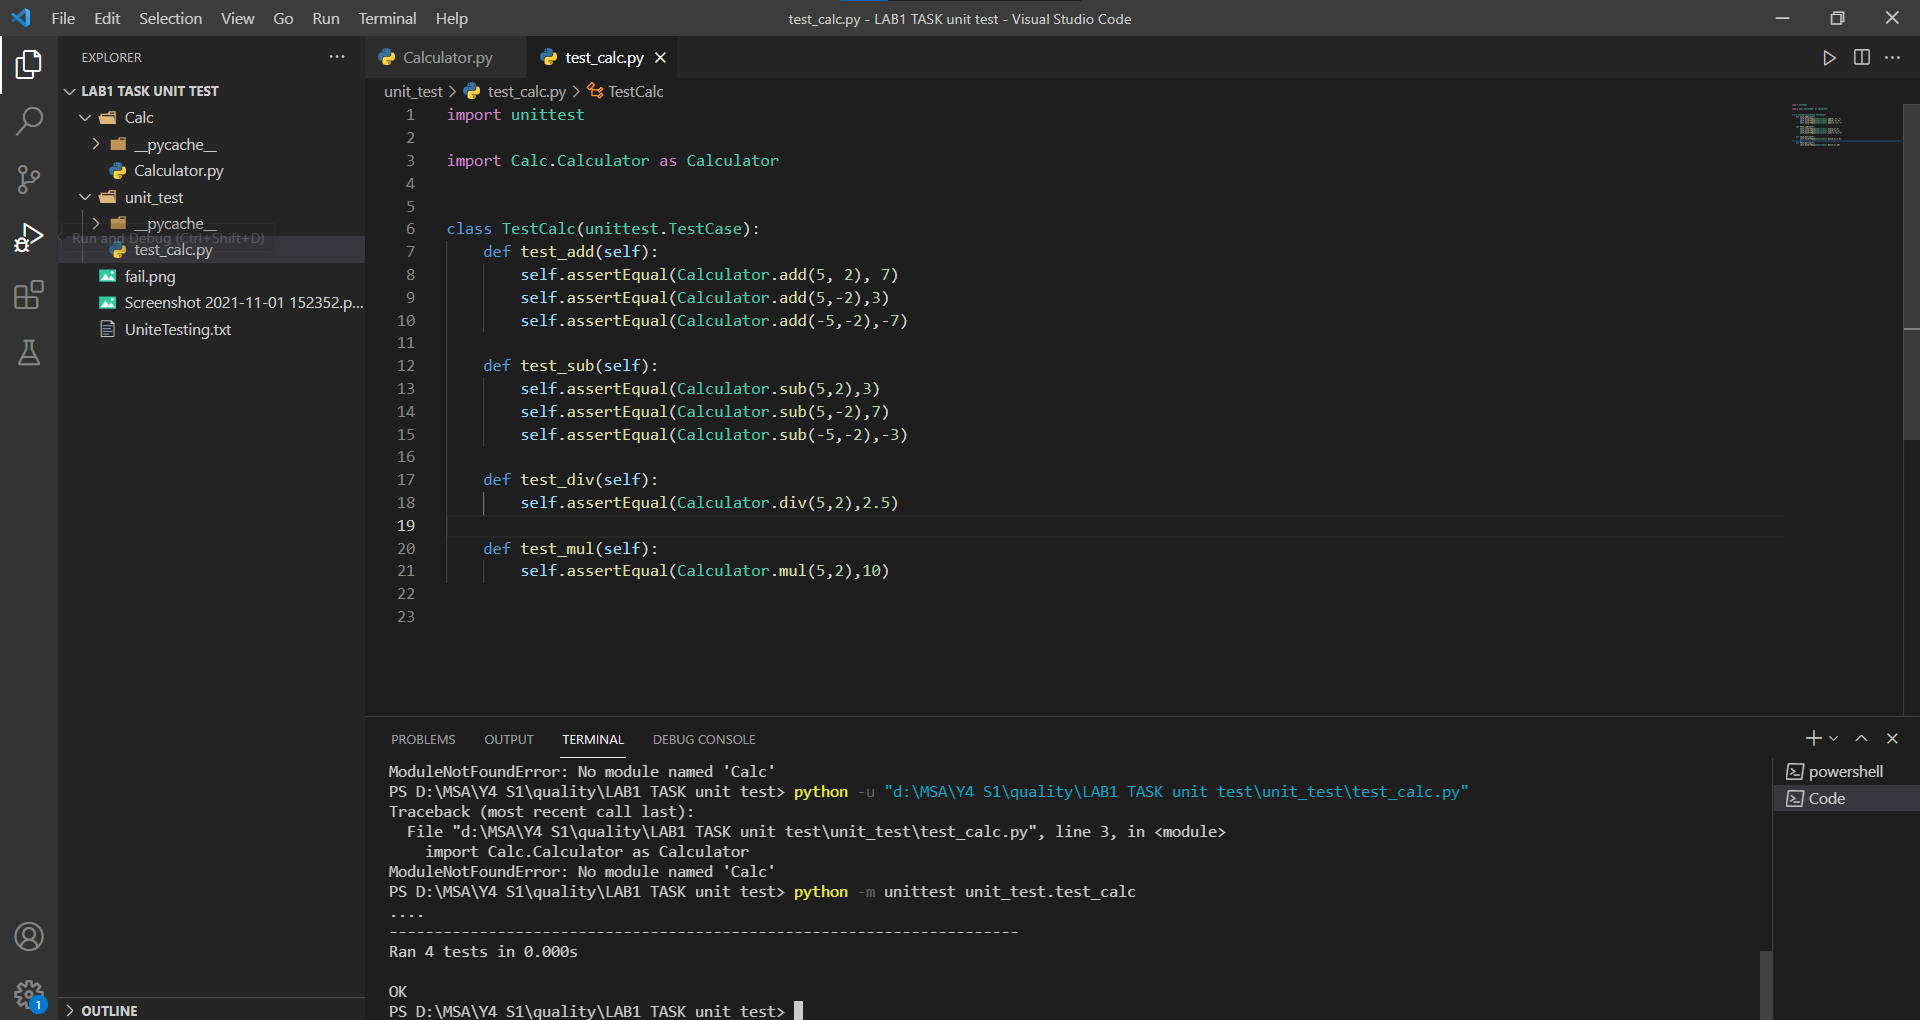 File Edit Selection View Go Run Terminal Help
test_calc.py - LAB1 TASK unit test - Visual Studio Code
EXPLORER
LAB1 TASK UNIT TEST
Calc
__pycache__
Calculator.py
unit_test
__pycache__
Run and Debug (Ctrl+Shift+D)
test_calc.py
fail.png
Screenshot 2021-11-01 152352.p...
UniteTesting.txt
OUTLINE
1
Calculator.py test_calc.py
unit_test > test_calc.py > TestCalc
1 import unittest
2
3 import Calc.Calculator as Calculator
4
5
6 class TestCalc(unittest.TestCase):
7 def test_add(self):
8 self.assertEqual(Calculator.add(5, 2), 7)
9 self.assertEqual(Calculator.add(5,-2),3)
10 self.assertEqual(Calculator.add(-5,-2),-7)
11
12 def test_sub(self):
13 self.assertEqual(Calculator.sub(5,2),3)
14 self.assertEqual(Calculator.sub(5,-2),7)
15 self.assertEqual(Calculator.sub(-5,-2),-3)
16
17 def test_div(self):
18 self.assertEqual(Calculator.div(5,2),2.5)
19
20 def test_mul(self):
21 self.assertEqual(Calculator.mul(5,2),10)
22
23
PROBLEMS OUTPUT TERMINAL DEBUG CONSOLE
ModuleNotFoundError: No module named 'Calc'
PS D:\MSA\Y4 S1\quality\LAB1 TASK unit test> python -u "d:\MSA\Y4 S1\quality\LAB1 TASK unit test\unit_test\test_calc.py"
Traceback (most recent call last):
File "d:\MSA\Y4 S1\quality\LAB1 TASK unit test\unit_test\test_calc.py", line 3, in <module>
import Calc.Calculator as Calculator
ModuleNotFoundError: No module named 'Calc'
PS D:\MSA\Y4 S1\quality\LAB1 TASK unit test> python -m unittest unit_test.test_calc
....
----------------------------------------------------------------------
Ran 4 tests in 0.000s
OK
PS D:\MSA\Y4 S1\quality\LAB1 TASK unit test>
powershell
Code